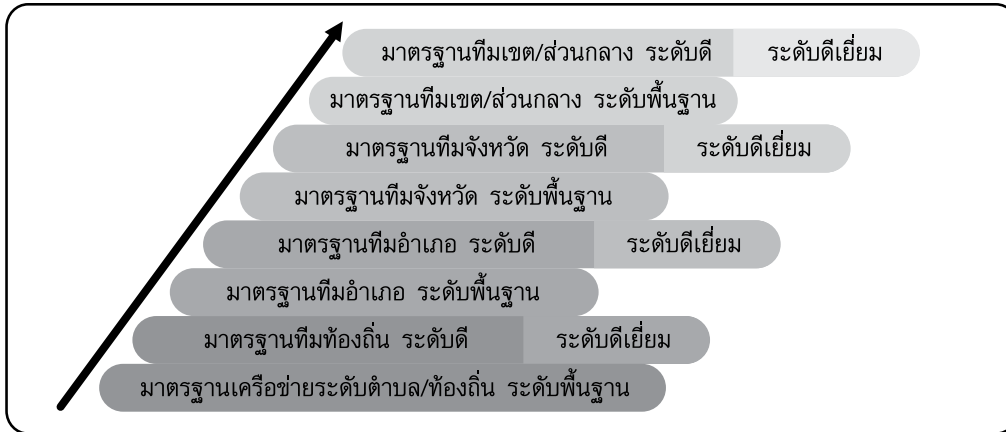 มาตรฐานทีมเขต/ส่วนกลาง ระดับดี ระดับดีเยี่ยม
มาตรฐานทีมเขต/ส่วนกลาง ระดับพื้นฐาน
มาตรฐานทีมจังหวัด ระดับดี ระดับดีเยี่ยม
มาตรฐานทีมจังหวัด ระดับพื้นฐาน
มาตรฐานทีมอำเภอ ระดับดี ระดับดีเยี่ยม
มาตรฐานทีมอำเภอ ระดับพื้นฐาน
มาตรฐานทีมท้องถิ่น ระดับดี ระดับดีเยี่ยม
มาตรฐานเครือข่ายระดับตำบล/ท้องถิ่น ระดับพื้นฐาน